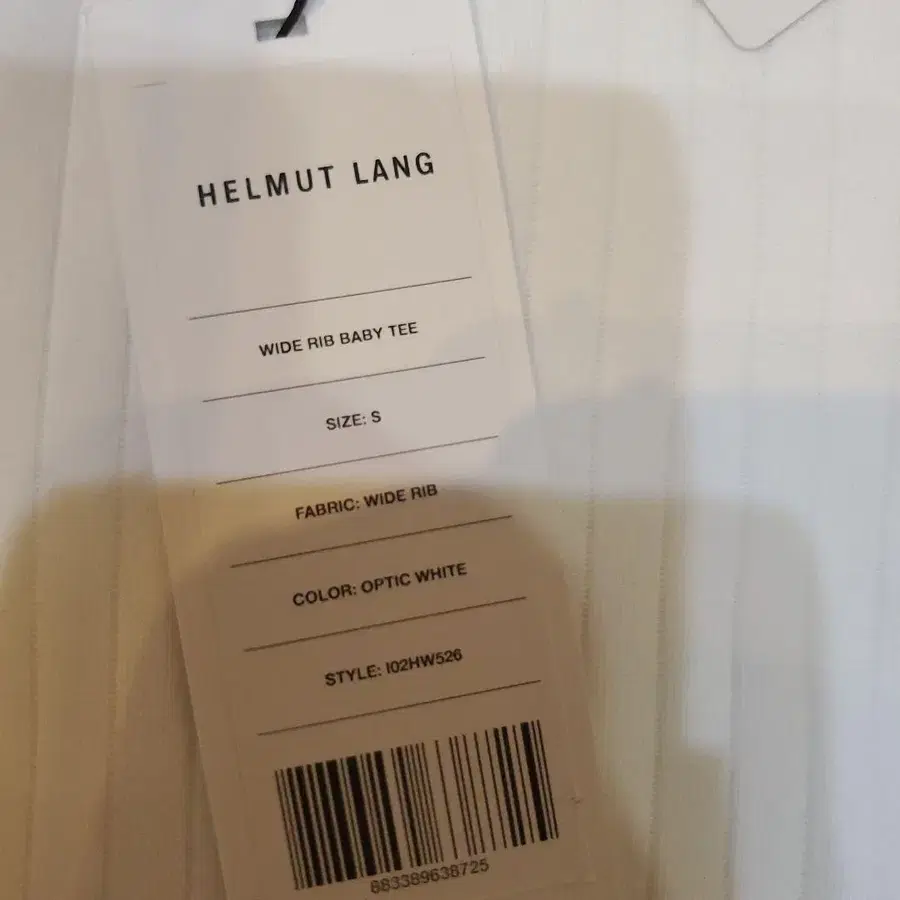 HELMUT LANG
WIDE RIB BABY TEE
SIZE: S
FABRIC: WIDE RIB
COLOR: OPTIC WHITE
STYLE: I02HW526
883389638725